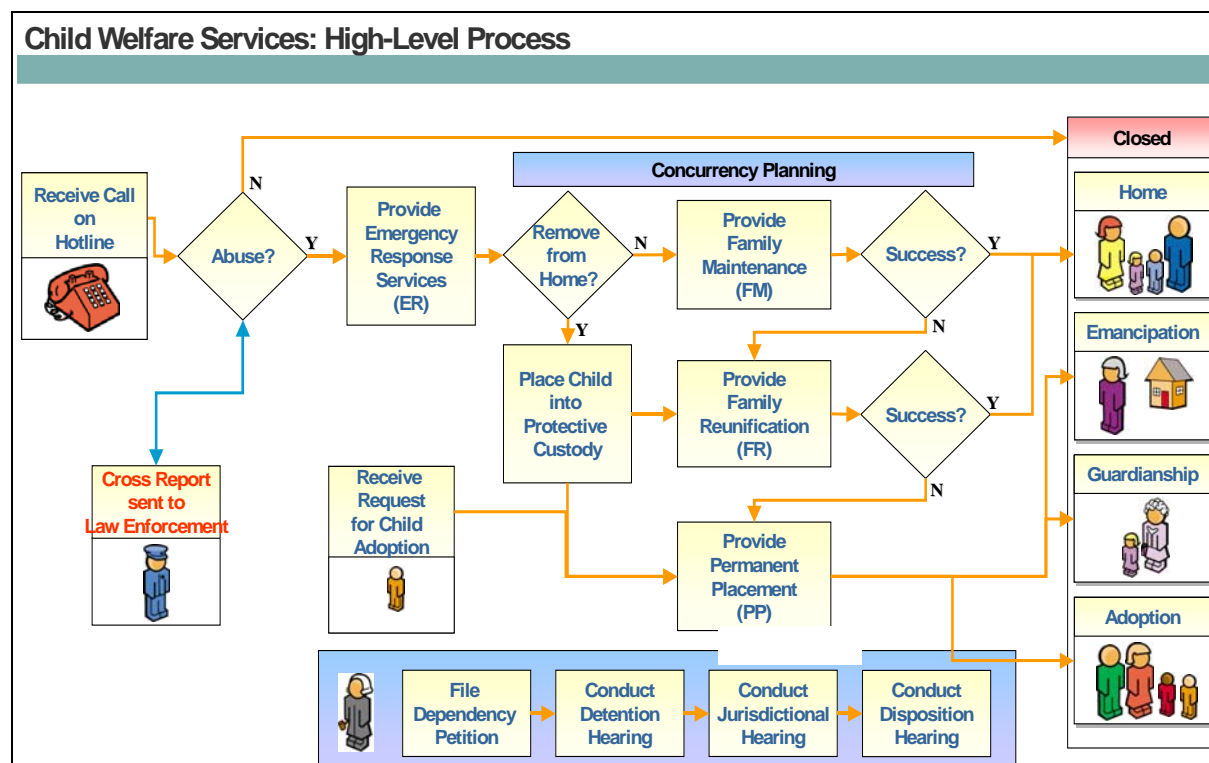 Child Welfare Services: High-Level Process
Closed
Concurrency Planning
Receive Call
on
Hotline
Abuse?
N
Y
Provide
Emergency
Response
Services
(ER)
Remove
from
Home?
N
Y
Provide
Family
Maintenance
(FM)
Success?
Y
N
Home
Emancipation
Place Child
into
Protective
Custody
Provide
Family
Reunification
(FR)
Success?
Y
N
Guardianship
Cross Report
sent to
Law Enforcement
Receive
Request
for Child
Adoption
Provide
Permanent
Placement
(PP)
Adoption
File
Dependency
Petition
Conduct
Detention
Hearing
Conduct
Jurisdictional
Hearing
Conduct
Disposition
Hearing